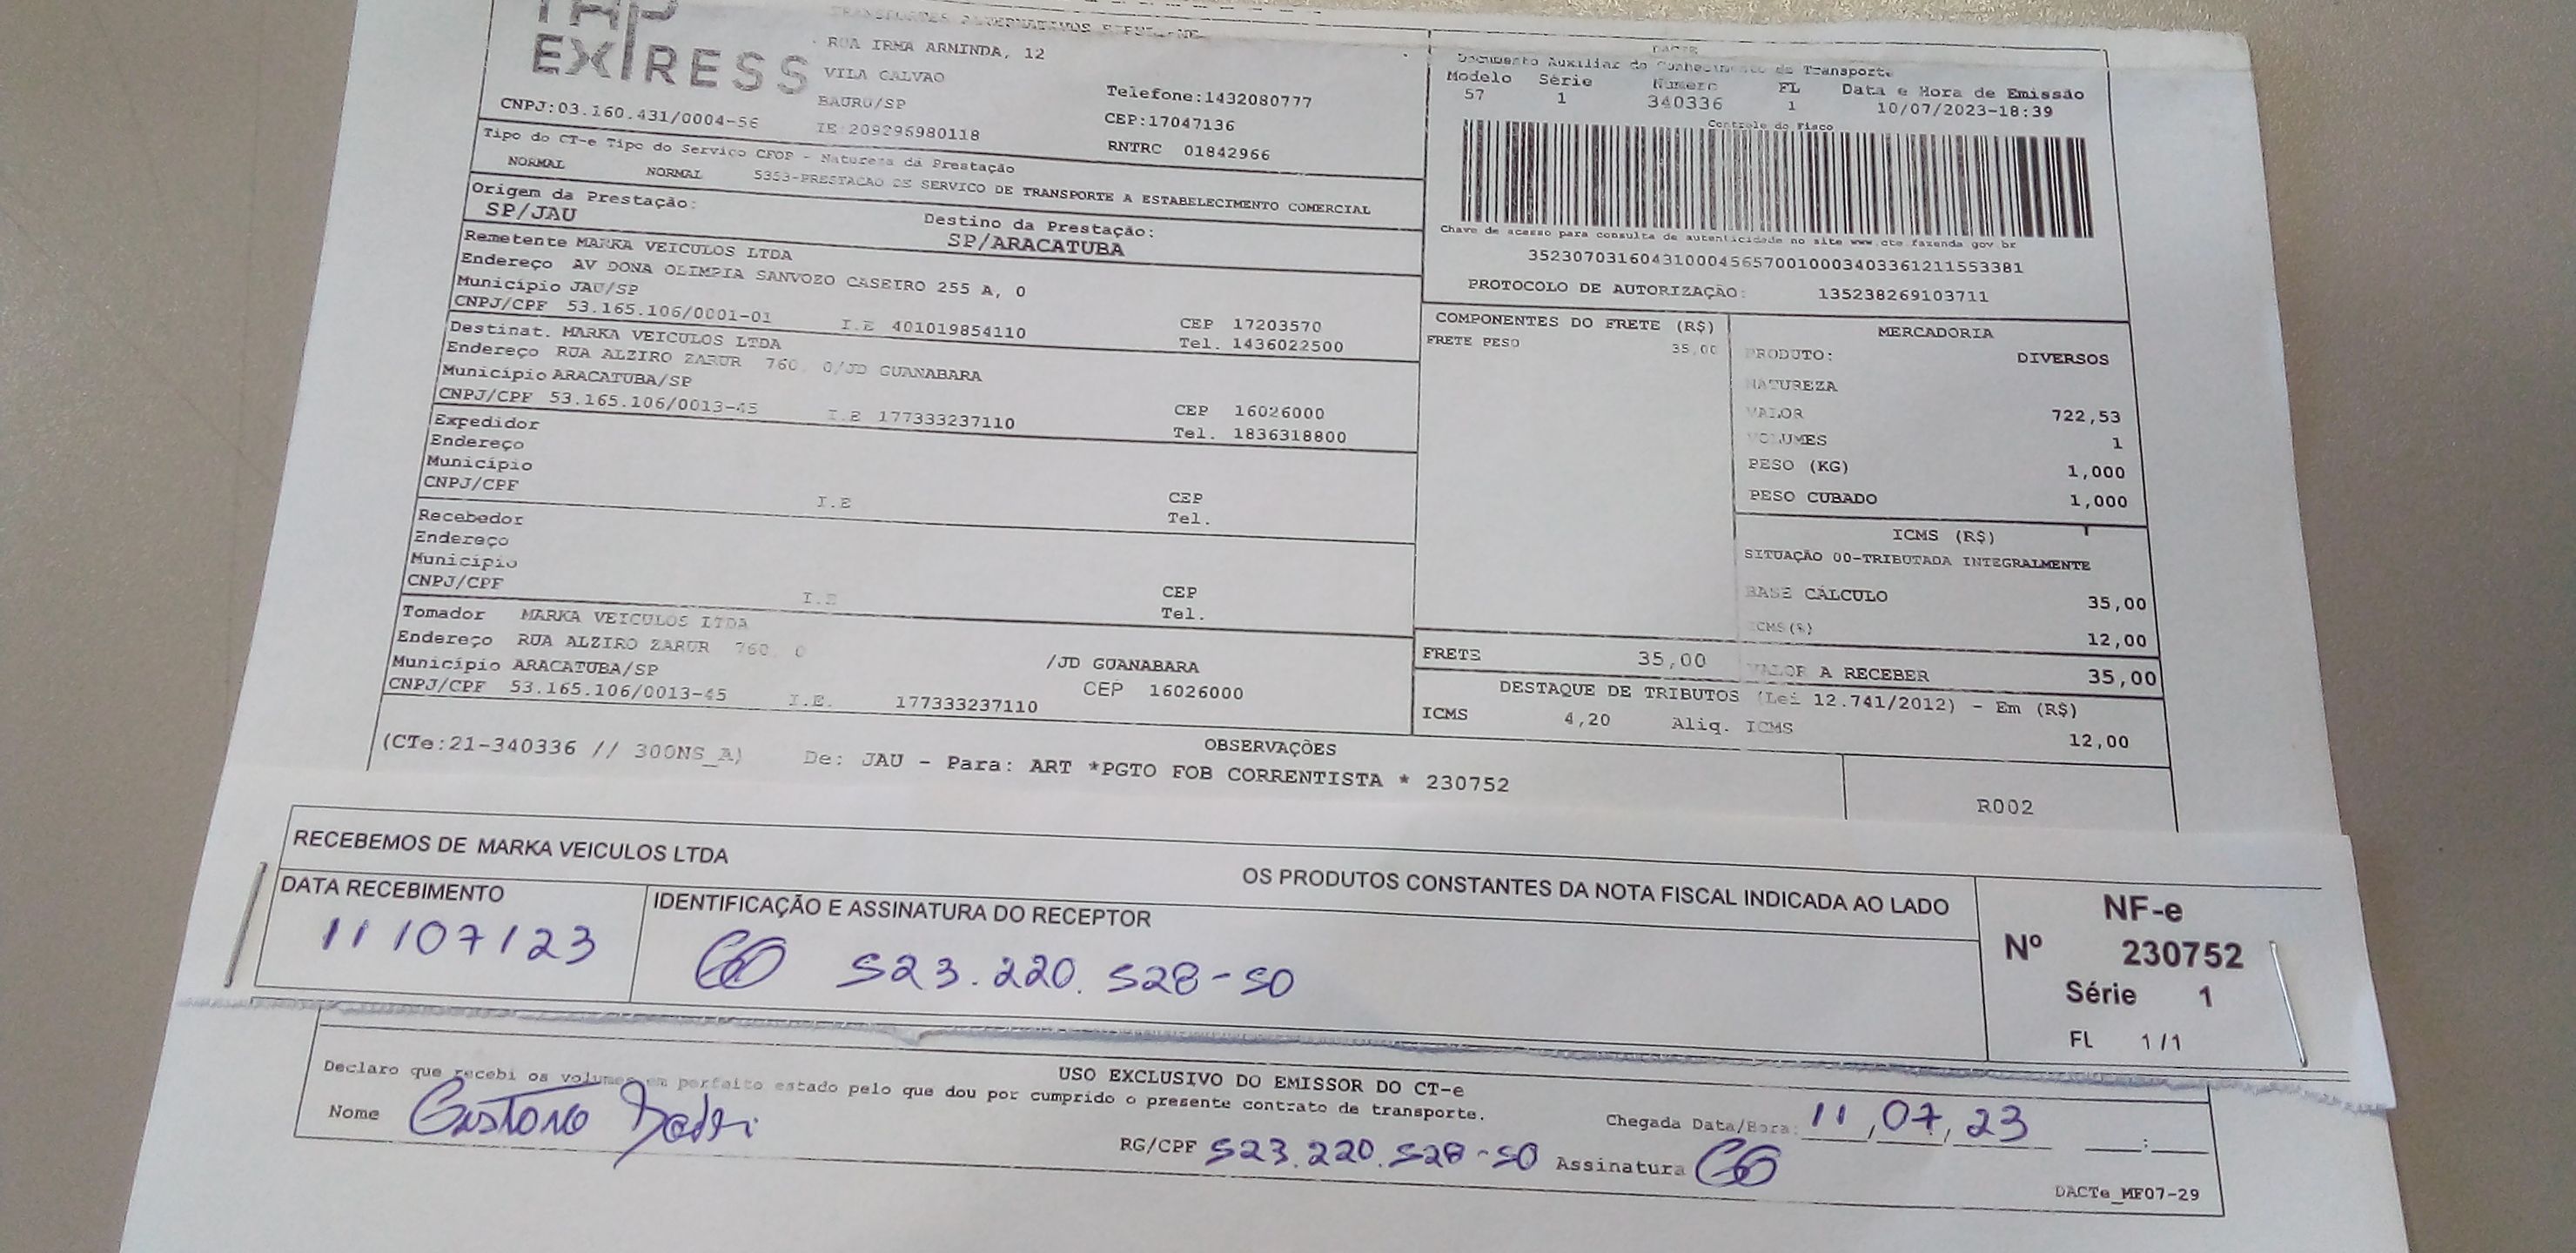 EXPRESS
RUA IRMA ARMINDA, 12
VILA CALVAO
BAURU/SP
CNPJ:03.160.431/0004-56
IE 209296980118
Telefone:1432080777
CEP:17047136
RNTRC 01842966
DACTE
Documento Auxiliar do Conhecimento de Transporte
Modelo Série Número FL Data e Hora de Emissão
57 1 340336 1 10/07/2023-18:39
Controle do Fisco
Chave de acesso para consulta de autenticidade no site www.cte.fazenda gov br
35230703160431000456570010003403361211553381
PROTOCOLO DE AUTORIZAÇÃO: 135238269103711
Tipo do CT-e Tipo do Serviço CFOP - Natureza da Prestação
NORMAL NORMAL 5353-PRESTACAO DE SERVICO DE TRANSPORTE A ESTABELECIMENTO COMERCIAL
Origem da Prestação: Destino da Prestação:
SP/JAU SP/ARACATUBA
Remetente MARKA VEICULOS LTDA
Endereço AV DONA OLIMPIA SANVOZO CASEIRO 255 A, 0
Município JAU/SP CEP 17203570
CNPJ/CPF 53.165.106/0001-01 I.E 401019854110 Tel. 1436022500
Destinat. MARKA VEICULOS LTDA
Endereço RUA ALZIRO ZARUR 760, 0/JD GUANABARA
Município ARACATUBA/SP CEP 16026000
CNPJ/CPF 53.165.106/0013-45 I.E 177333237110 Tel. 1836318800
Expedidor
Endereço
Município CEP
CNPJ/CPF I.E Tel.
Recebedor
Endereço
Município CEP
CNPJ/CPF I.E Tel.
Tomador MARKA VEICULOS LTDA
Endereço RUA ALZIRO ZARUR 760, 0 /JD GUANABARA
Município ARACATUBA/SP CEP 16026000
CNPJ/CPF 53.165.106/0013-45 I.E. 177333237110
COMPONENTES DO FRETE (R$)
FRETE PESO 35,00
MERCADORIA
PRODUTO: DIVERSOS
NATUREZA
VALOR 722,53
VOLUMES 1
PESO (KG) 1,000
PESO CUBADO 1,000
ICMS (R$)
SITUAÇÃO 00-TRIBUTADA INTEGRALMENTE
BASE CÁLCULO 35,00
ICMS(%) 12,00
FRETE 35,00 VALOR A RECEBER 35,00
DESTAQUE DE TRIBUTOS (Lei 12.741/2012) - Em (R$)
ICMS 4,20 Aliq. ICMS 12,00
OBSERVAÇÕES
(CTe:21-340336 // 300NS_A) De: JAU - Para: ART *PGTO FOB CORRENTISTA * 230752
R002
RECEBEMOS DE MARKA VEICULOS LTDA OS PRODUTOS CONSTANTES DA NOTA FISCAL INDICADA AO LADO
DATA RECEBIMENTO IDENTIFICAÇÃO E ASSINATURA DO RECEPTOR
11/07/23 523.220.528-50
NF-e
Nº 230752
Série 1
FL 1/1
USO EXCLUSIVO DO EMISSOR DO CT-e
Declaro que recebi os volumes em perfeito estado pelo que dou por cumprido o presente contrato de transporte.
Nome Gustavo Chegada Data/Hora: 11/07/23 :
RG/CPF 523.220.528-50 Assinatura
DACTe_MF07-29